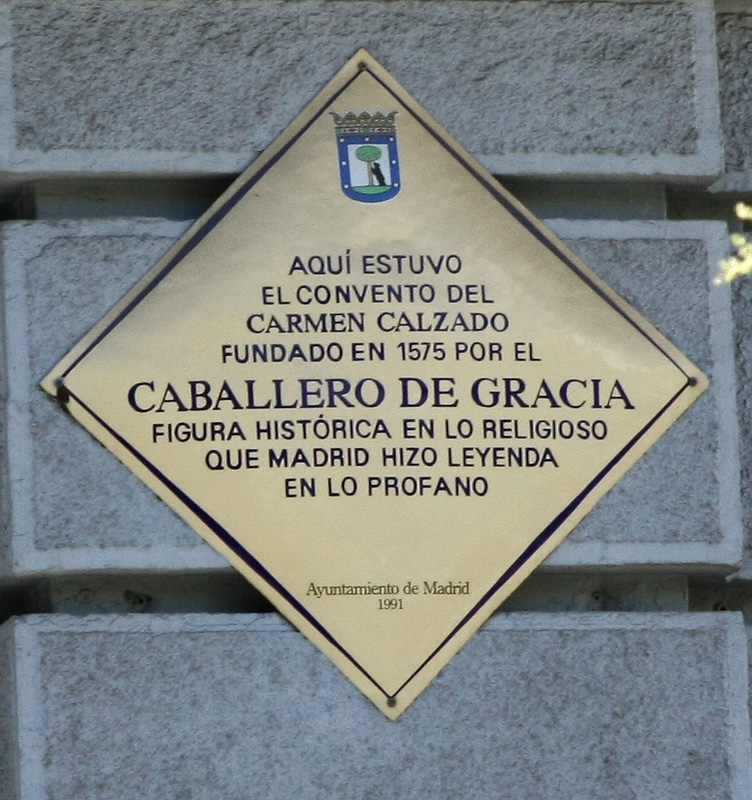 AQUÍ ESTUVO
EL CONVENTO DEL
CARMEN CALZADO
FUNDADO EN 1575 POR EL
CABALLERO DE GRACIA
FIGURA HISTÓRICA EN LO RELIGIOSO
QUE MADRID HIZO LEYENDA
EN LO PROFANO
Ayuntamiento de Madrid
1991